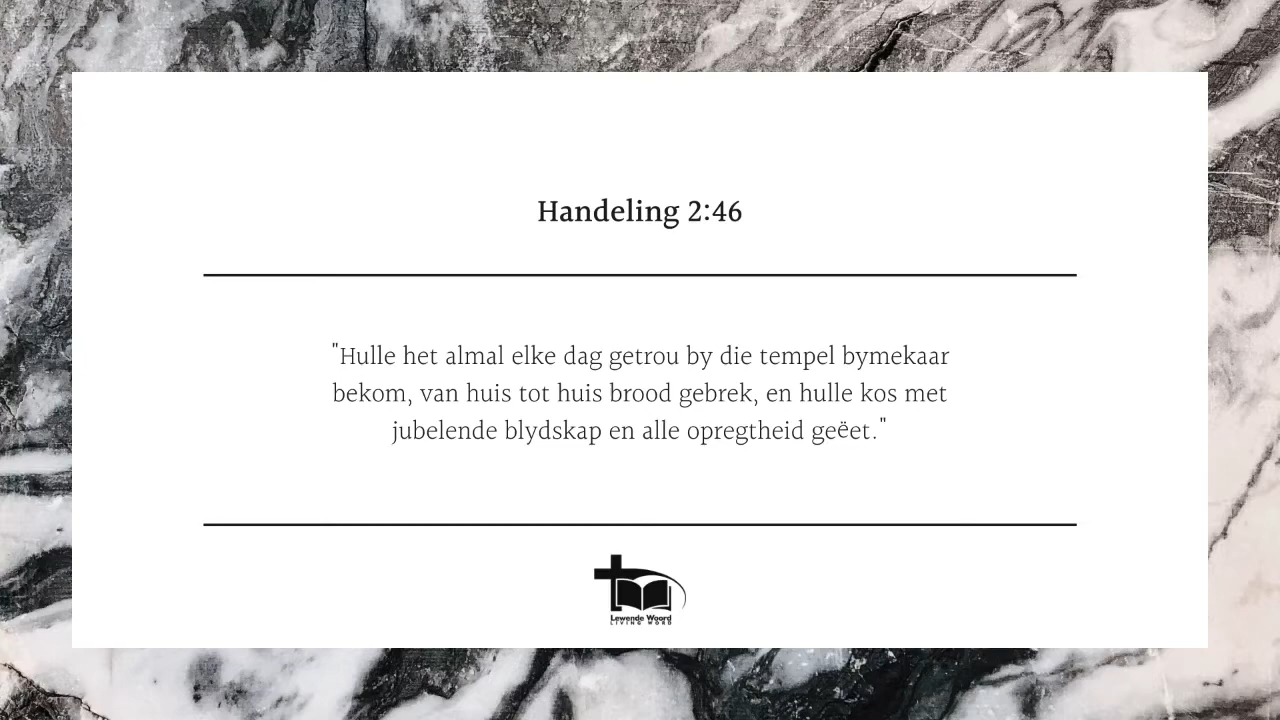 Handeling 2:46
"Hulle het almal elke dag getrou by die tempel bymekaar
bekom, van huis tot huis brood gebrek, en hulle kos met
jubelende blydskap en alle opregtheid geëet."
Lewende Woord
LIVING WORD